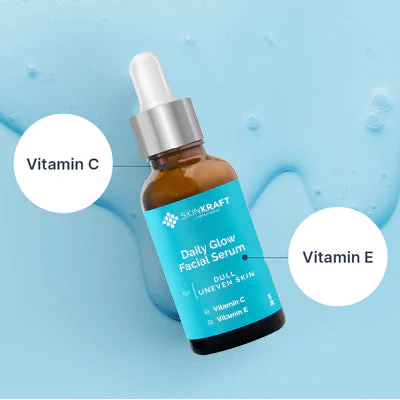 Vitamin C
SKINKRAFT
Daily Glow
Facial Serum
For
DULL
UNEVEN SKIN
Vitamin C
Vitamin E
Vitamin E